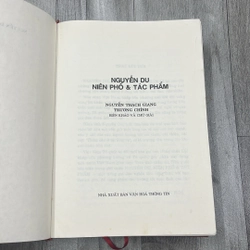 NGUYỄN DU
NIÊN PHỔ & TÁC PHẨM
NGUYỄN THẠCH GIANG
TRƯƠNG CHÍNH
BIÊN KHẢO VÀ CHÚ GIẢI
NHÀ XUẤT BẢN VĂN HOÁ THÔNG TIN